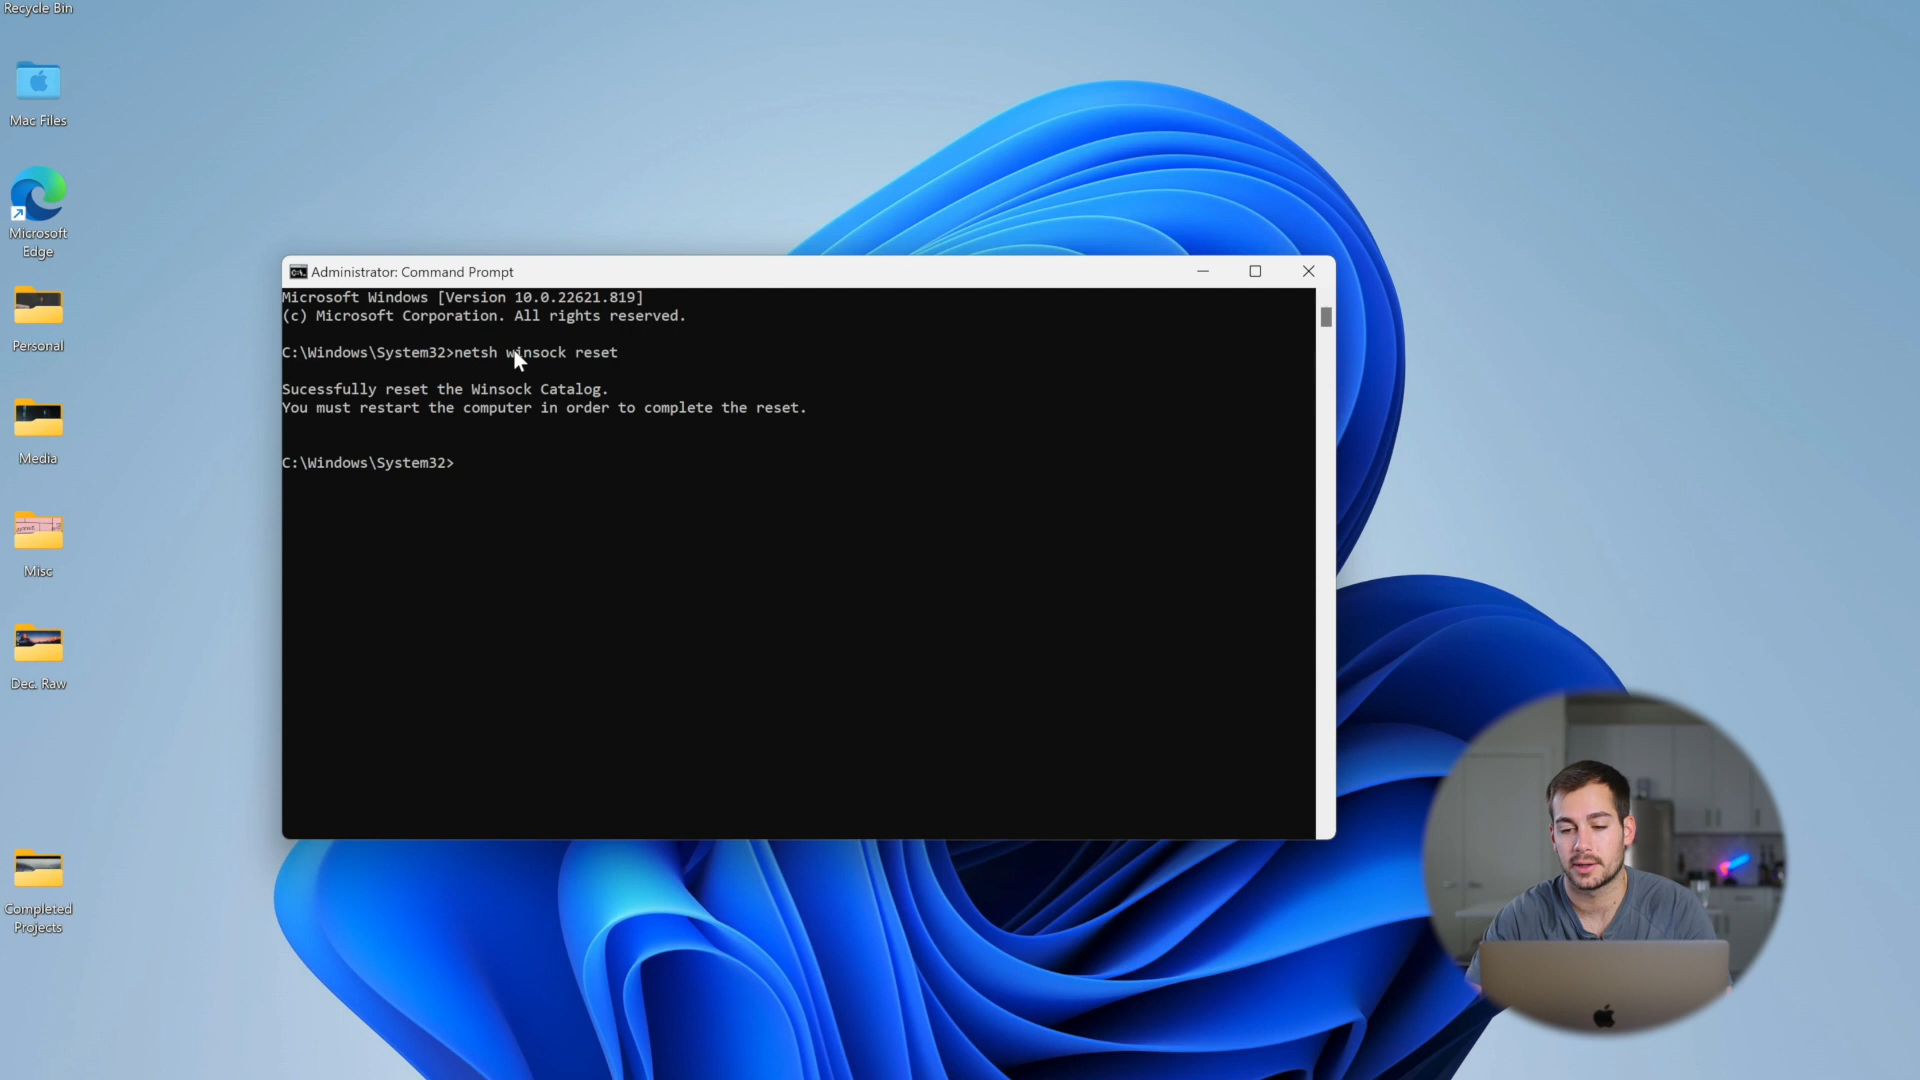 Recycle Bin
Mac Files
Microsoft
Edge
Personal
Media
Misc
Dec. Raw
Completed
Projects
Administrator: Command Prompt
Microsoft Windows [Version 10.0.22621.819]
(c) Microsoft Corporation. All rights reserved.
C:\Windows\System32>netsh winsock reset
Sucessfully reset the Winsock Catalog.
You must restart the computer in order to complete the reset.
C:\Windows\System32>